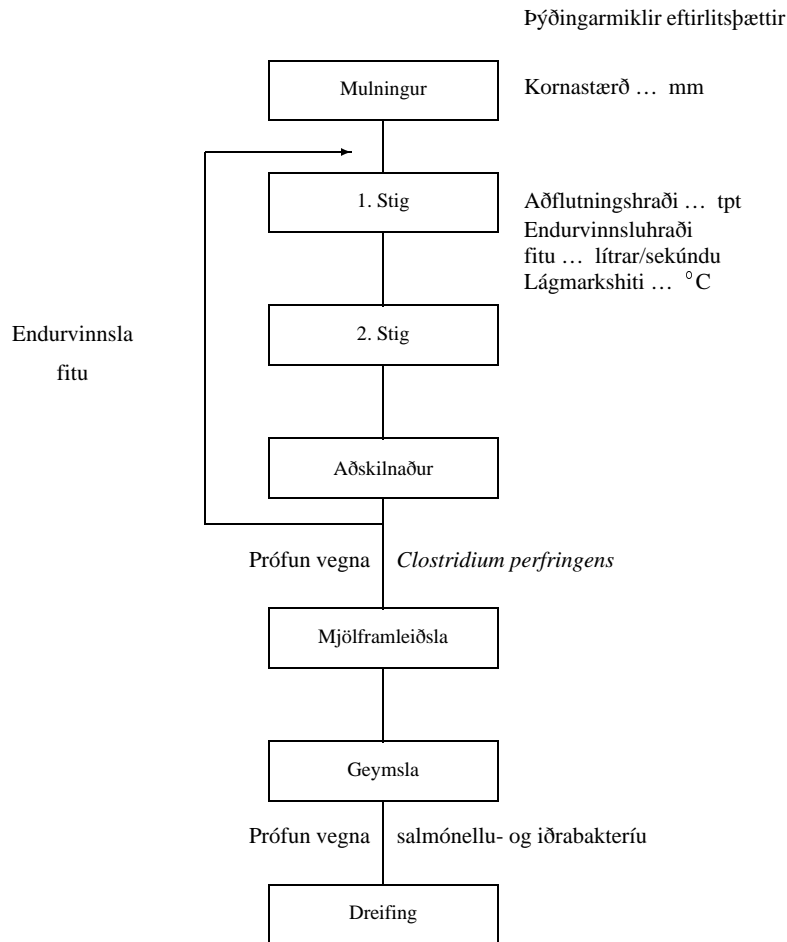 Þýðingarmiklir eftirlitsþættir
Mulningur
Kornastærð … mm
1. Stig
Aðflutningshraði … tpt
Endurvinnsluhraði
fitu … lítrar/sekúndu
Lágmarkshiti … °C
Endurvinnsla
fitu
2. Stig
Aðskilnaður
Prófun vegna Clostridium perfringens
Mjölframleiðsla
Geymsla
Prófun vegna salmónellu- og iðrabakteríu
Dreifing